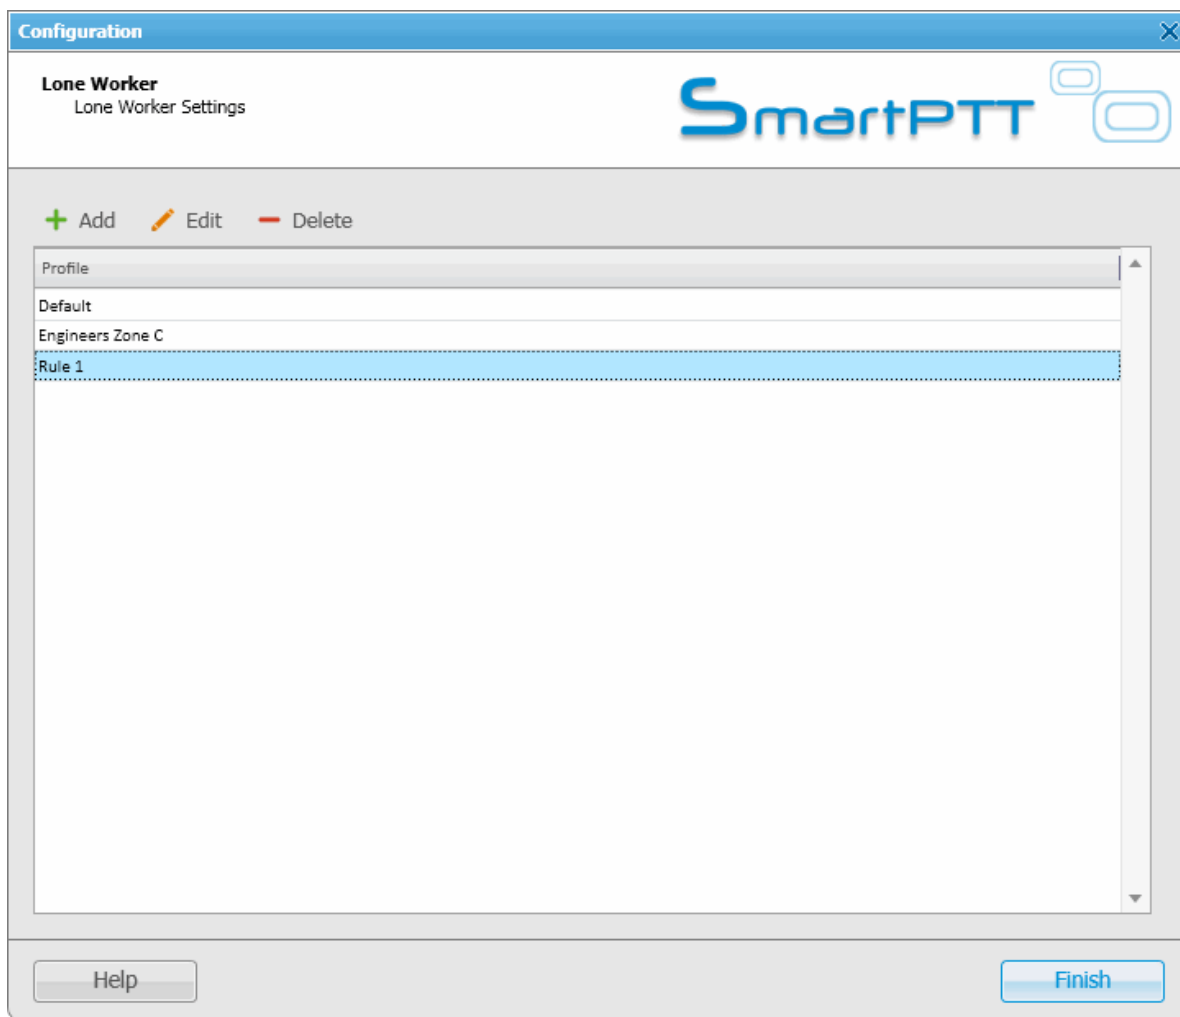 Configuration
Lone Worker
Lone Worker Settings
SmartPTT
Add Edit Delete
Profile
Default
Engineers Zone C
Rule 1
Help Finish